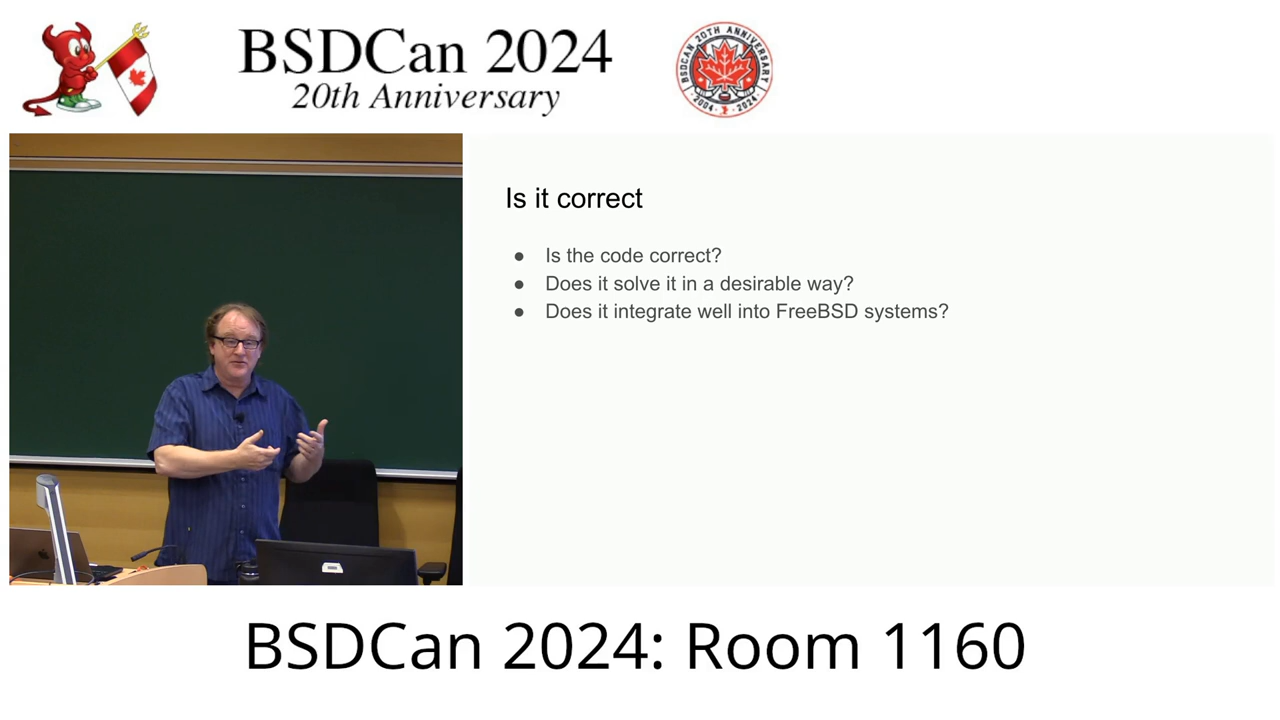 BSDCan 2024
20th Anniversary
BSDCAN 20TH ANNIVERSARY
2004 - 2024
Is it correct
● Is the code correct?
● Does it solve it in a desirable way?
● Does it integrate well into FreeBSD systems?
BSDCan 2024: Room 1160